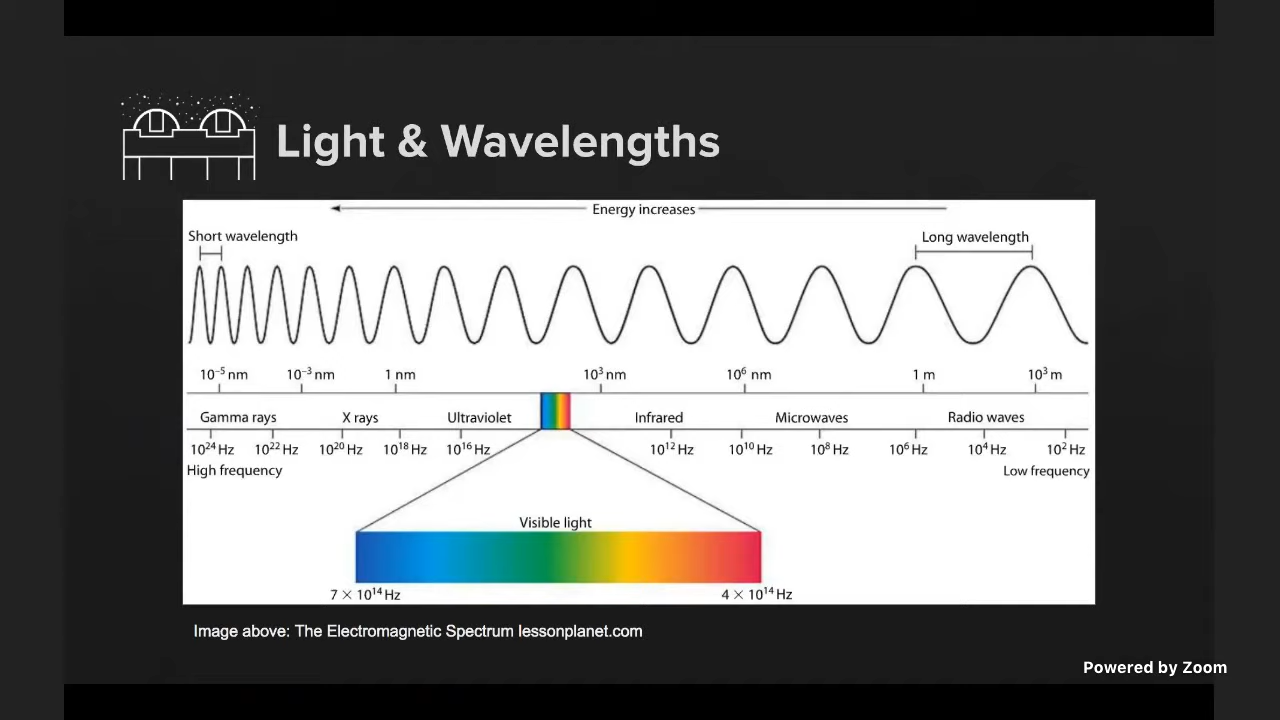 Light & Wavelengths
Energy increases
Short wavelength
Long wavelength
10⁻⁵ nm 10⁻³ nm 1 nm 10³ nm 10⁶ nm 1 m 10³ m
Gamma rays X rays Ultraviolet Infrared Microwaves Radio waves
10²⁴ Hz 10²² Hz 10²⁰ Hz 10¹⁸ Hz 10¹⁶ Hz 10¹² Hz 10¹⁰ Hz 10⁸ Hz 10⁶ Hz 10⁴ Hz 10² Hz
High frequency Low frequency
Visible light
7 × 10¹⁴ Hz 4 × 10¹⁴ Hz
Image above: The Electromagnetic Spectrum lessonplanet.com
Powered by Zoom